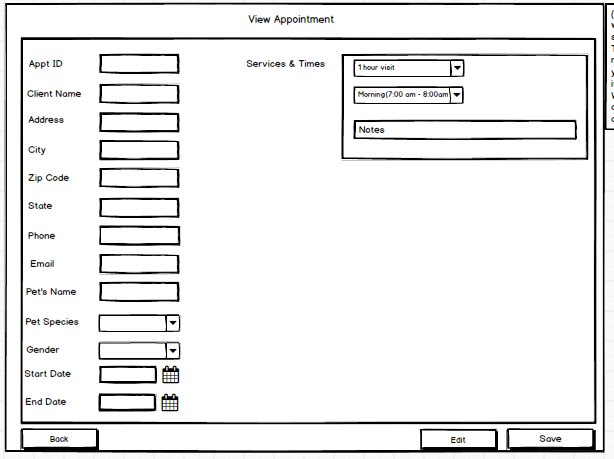 View Appointment
Appt ID
Services & Times
1 hour visit
Client Name
Morning(7:00 am - 8:00am
Address
Notes
City
Zip Code
State
Phone
Email
Pet's Name
Pet Species
Gender
Start Date
End Date
Back
Edit
Save